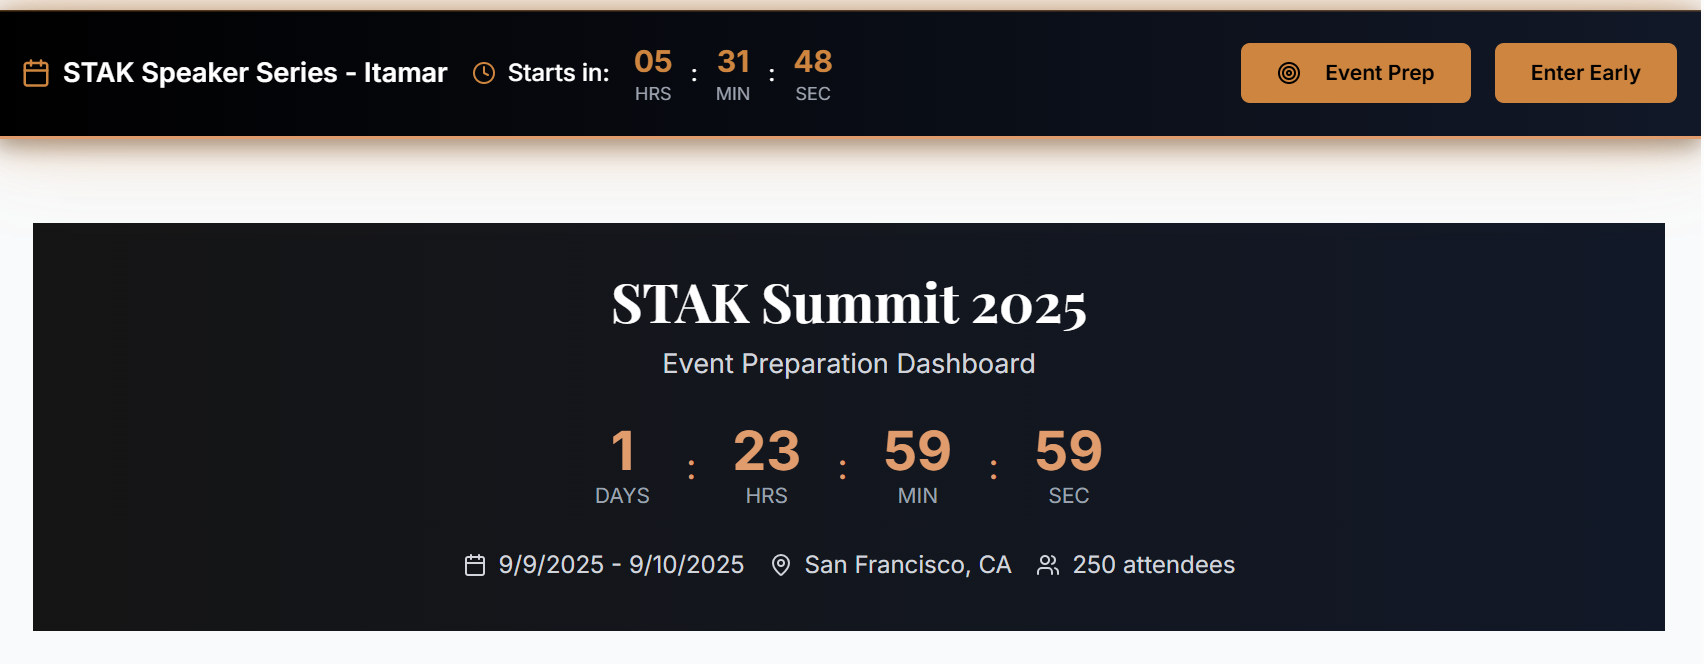 STAK Speaker Series - Itamar Starts in: 05 : 31 : 48 Event Prep Enter Early
HRS MIN SEC
STAK Summit 2025
Event Preparation Dashboard
1 : 23 : 59 : 59
DAYS HRS MIN SEC
9/9/2025 - 9/10/2025 San Francisco, CA 250 attendees